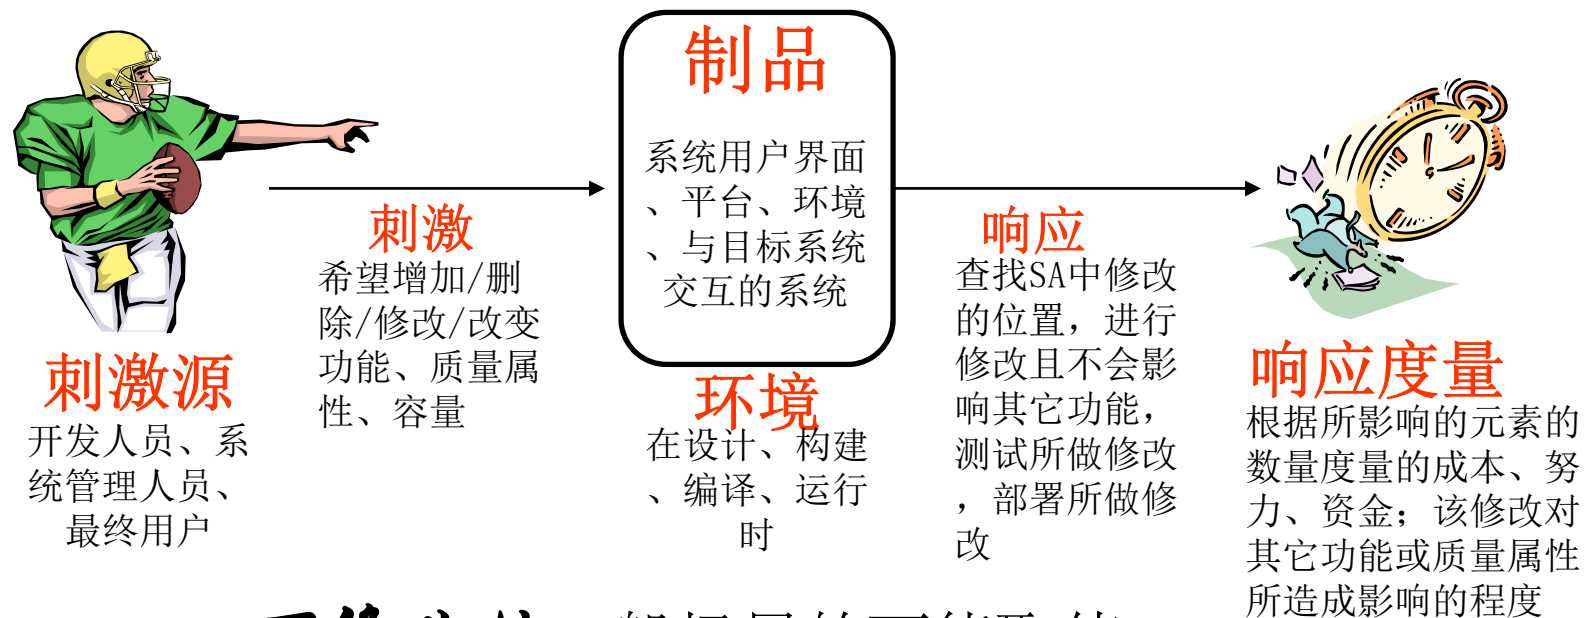 刺激源
开发人员、系
统管理人员、
最终用户
刺激
希望增加/删
除/修改/改变
功能、质量属
性、容量
制品
系统用户界面
、平台、环境
、与目标系统
交互的系统
环境
在设计、构建
、编译、运行
时
响应
查找SA中修改
的位置，进行
修改且不会影
响其它功能，
测试所做修改
，部署所做修
改
响应度量
根据所影响的元素的
数量度量的成本、努
力、资金；该修改对
其它功能或质量属性
所造成影响的程度